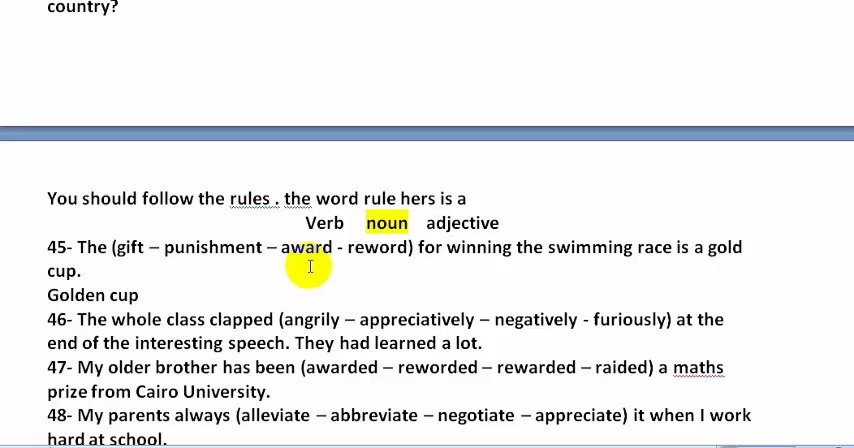 country?
You should follow the rules . the word rule hers is a
Verb noun adjective
45- The (gift – punishment – award - reword) for winning the swimming race is a gold
cup.
Golden cup
46- The whole class clapped (angrily – appreciatively – negatively - furiously) at the
end of the interesting speech. They had learned a lot.
47- My older brother has been (awarded – reworded – rewarded – raided) a maths
prize from Cairo University.
48- My parents always (alleviate – abbreviate – negotiate – appreciate) it when I work
hard at school.